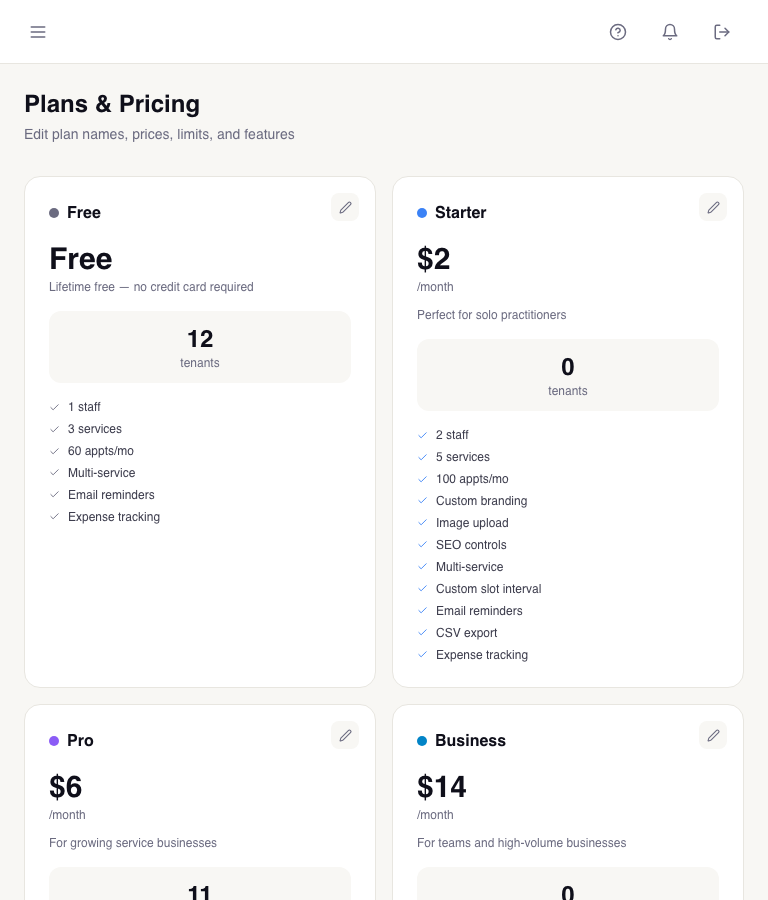 Plans & Pricing
Edit plan names, prices, limits, and features
Free
Free
Lifetime free — no credit card required
12
tenants
1 staff
3 services
60 appts/mo
Multi-service
Email reminders
Expense tracking
Starter
$2
/month
Perfect for solo practitioners
0
tenants
2 staff
5 services
100 appts/mo
Custom branding
Image upload
SEO controls
Multi-service
Custom slot interval
Email reminders
CSV export
Expense tracking
Pro
$6
/month
For growing service businesses
11
Business
$14
/month
For teams and high-volume businesses
0